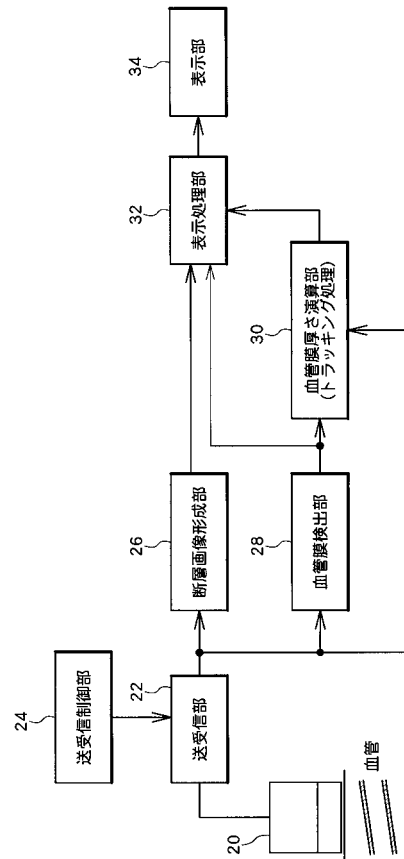 24
送受信制御部
22
送受信部
20
血管
26
断層画像形成部
28
血管膜検出部
30
血管膜厚さ演算部
(トラッキング処理)
32
表示処理部
34
表示部